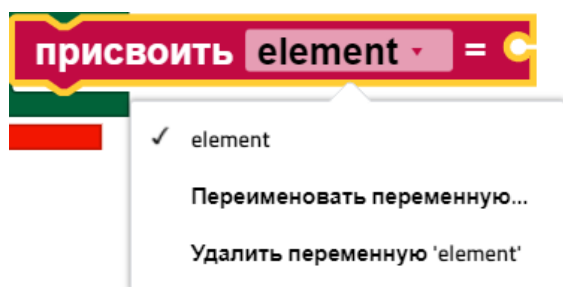 присвоить element =
element
Переименовать переменную...
Удалить переменную 'element'